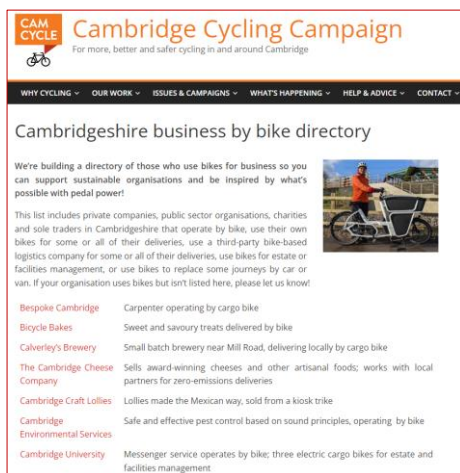 CAM
CYCLE
Cambridge Cycling Campaign
For more, better and safer cycling in and around Cambridge
WHY CYCLING OUR WORK ISSUES & CAMPAIGNS WHAT'S HAPPENING HELP & ADVICE CONTACT
Cambridgeshire business by bike directory
We're building a directory of those who use bikes for business so you
can support sustainable organisations and be inspired by what's
possible with pedal power!
This list includes private companies, public sector organisations, charities
and sole traders in Cambridgeshire that operate by bike, use their own
bikes for some or all of their deliveries, use a third-party bike-based
logistics company for some or all of their deliveries, use bikes for estate or
facilities management, or use bikes to replace some journeys by car or
van. If your organisation uses bikes but isn't listed here, please let us know!
Bespoke Cambridge Carpenter operating by cargo bike
Bicycle Bakes Sweet and savoury treats delivered by bike
Calverley's Brewery Small batch brewery near Mill Road, delivering locally by cargo bike
The Cambridge Cheese Sells award-winning cheeses and other artisanal foods; works with local
Company partners for zero-emissions deliveries
Cambridge Craft Lollies Lollies made the Mexican way, sold from a kiosk trike
Cambridge Safe and effective pest control based on sound principles, operating by bike
Environmental Services
Cambridge University Messenger service operates by bike; three electric cargo bikes for estate and
facilities management